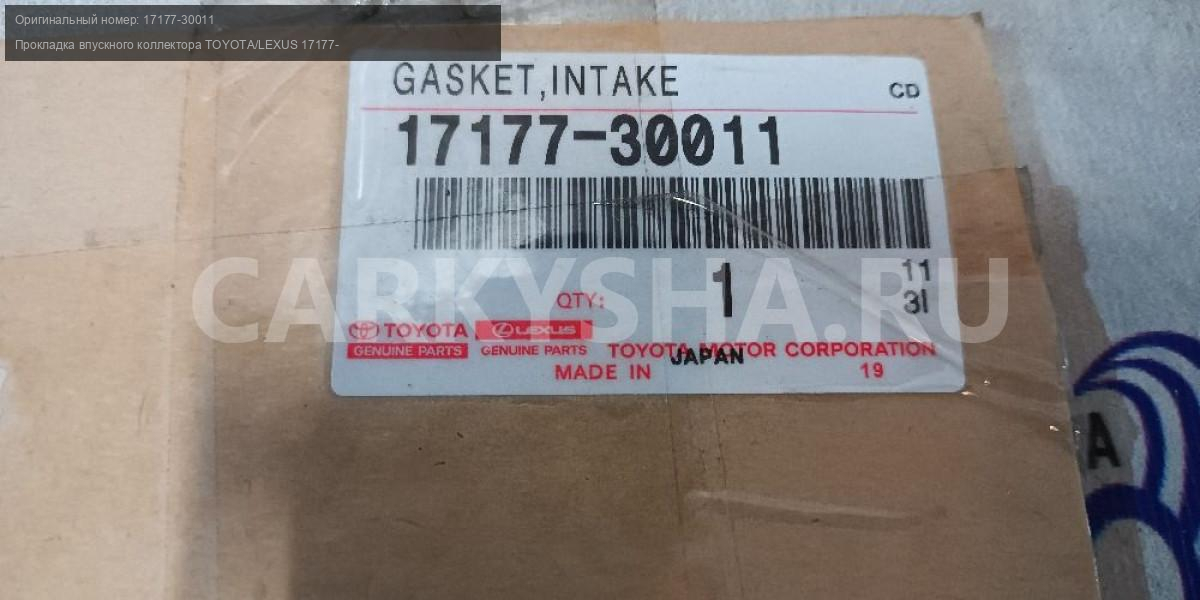 Оригинальный номер: 17177-30011
Прокладка впускного коллектора TOYOTA/LEXUS 17177-
GASKET,INTAKE CD
17177-30011
QTY: 1 11
3I
CARKYSHA.RU
TOYOTA LEXUS
GENUINE PARTS GENUINE PARTS TOYOTA MOTOR CORPORATION
MADE IN JAPAN 19
A